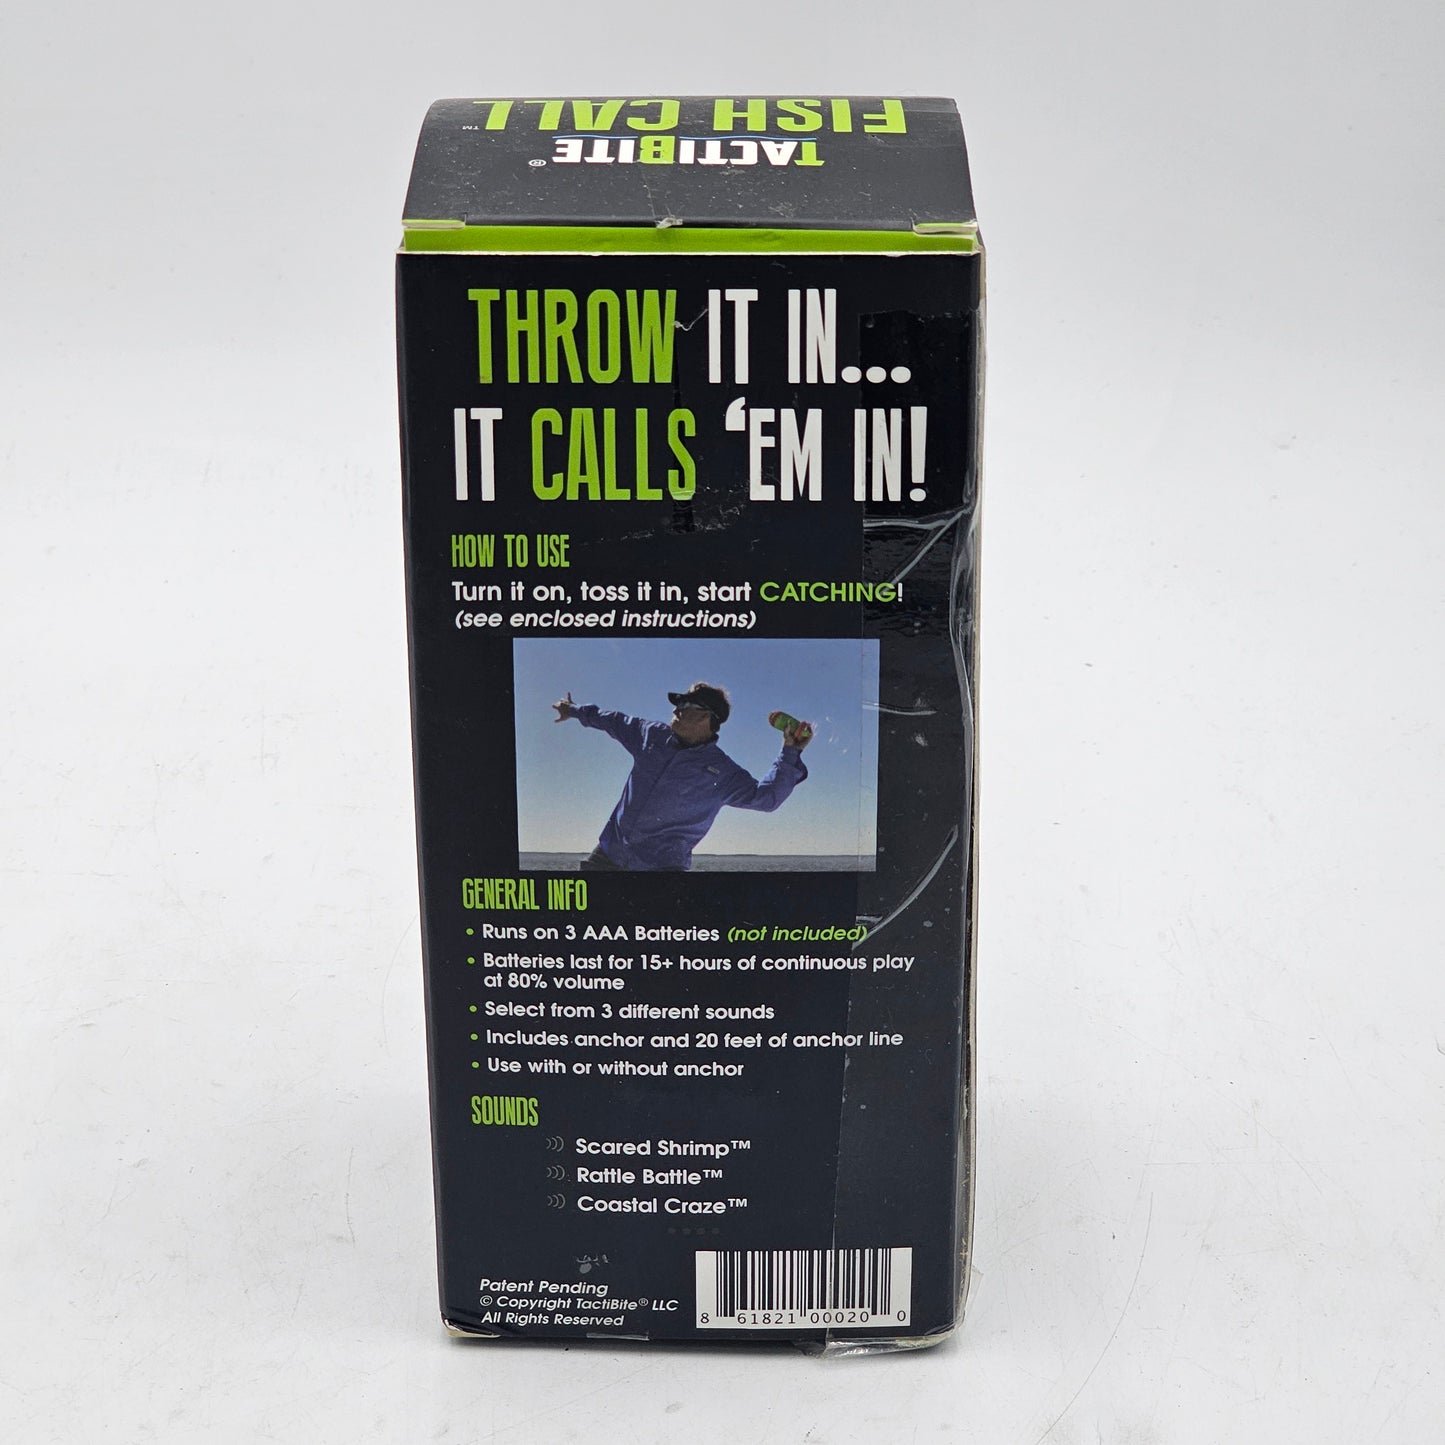 FISH CALL™
TACTIBITE®
THROW IT IN...
IT CALLS ‘EM IN!
HOW TO USE
Turn it on, toss it in, start CATCHING!
(see enclosed instructions)
GENERAL INFO
• Runs on 3 AAA Batteries (not included)
• Batteries last for 15+ hours of continuous play
at 80% volume
• Select from 3 different sounds
• Includes anchor and 20 feet of anchor line
• Use with or without anchor
SOUNDS
Scared Shrimp™
Rattle Battle™
Coastal Craze™
Patent Pending
© Copyright TactiBite® LLC
All Rights Reserved
8 61821 00020 0